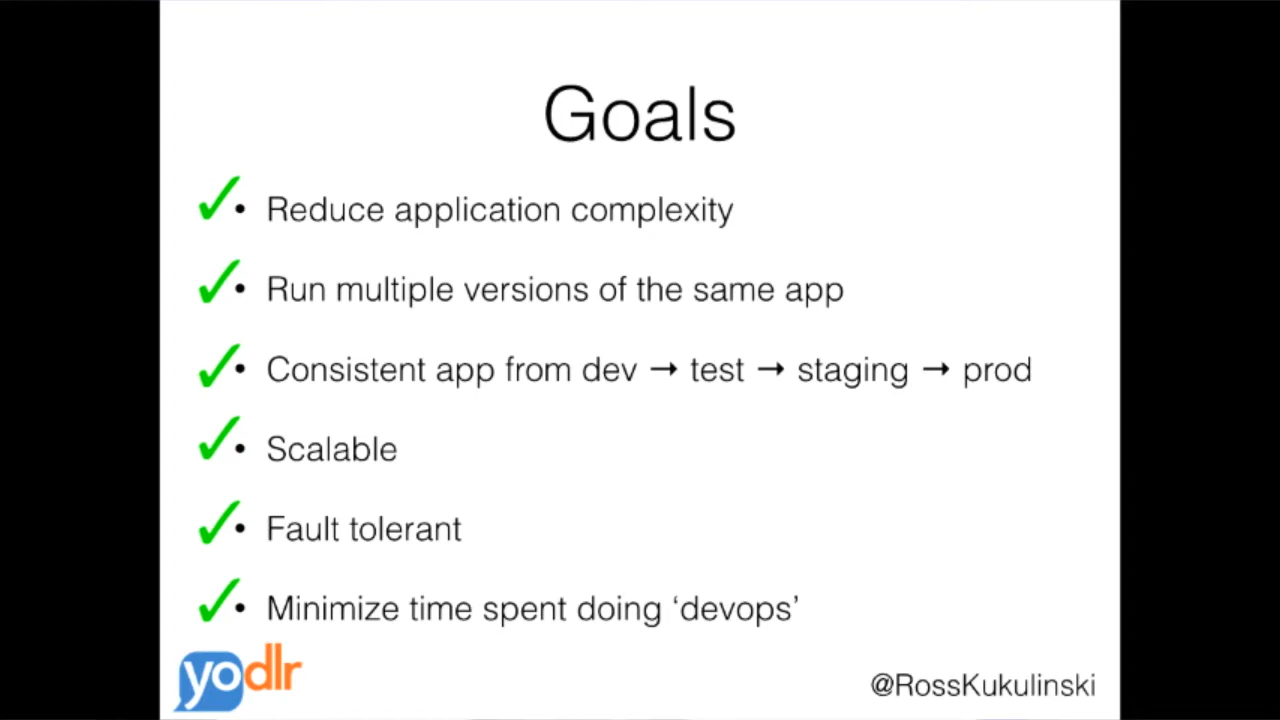 Goals
✓• Reduce application complexity
✓• Run multiple versions of the same app
✓• Consistent app from dev → test → staging → prod
✓• Scalable
✓• Fault tolerant
✓• Minimize time spent doing ‘devops’
yodlr
@RossKukulinski